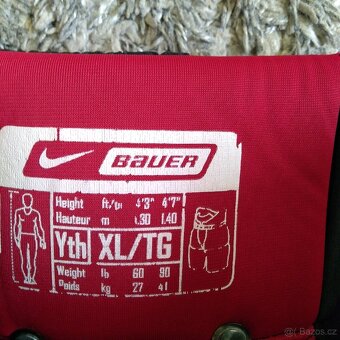 BAUER
Height ft/pi 4'3" 4'7"
Hauteur m 1.30 1.40
Yth XL/TG
Weight lb 60 90
Poids kg 27 41
Bazos.cz